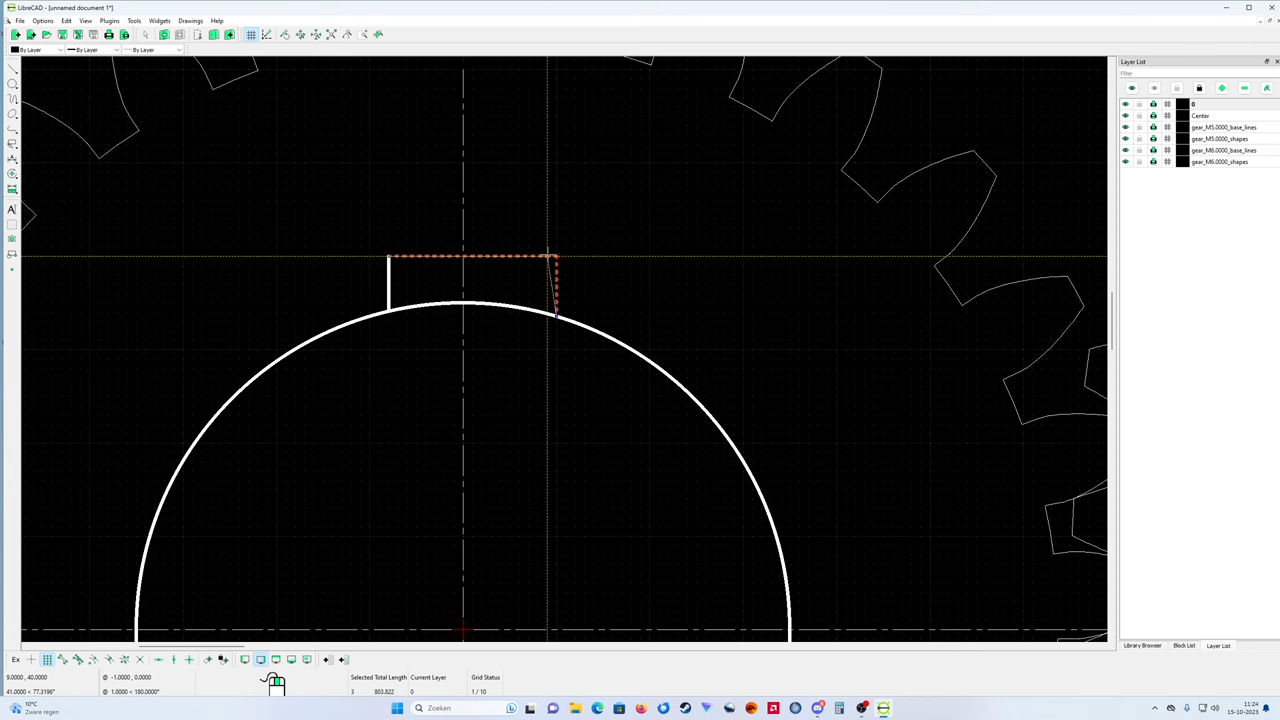 LibreCAD - [unnamed document 1*]
File Options Edit View Plugins Tools Widgets Drawings Help
By Layer By Layer By Layer
Layer List
Filter
0
Center
gear_M5.0000_base_lines
gear_M5.0000_shapes
gear_M6.0000_base_lines
gear_M6.0000_shapes
Library Browser Block List Layer List
Ex
9.0000 , 40.0000 @ -1.0000 , 0.0000 Selected Total Length Current Layer Grid Status
41.0000 < 77.3196° @ 1.0000 < 180.0000° 3 803.822 0 1 / 10
10°C
Zware regen
Zoeken
11:24
15-10-2023